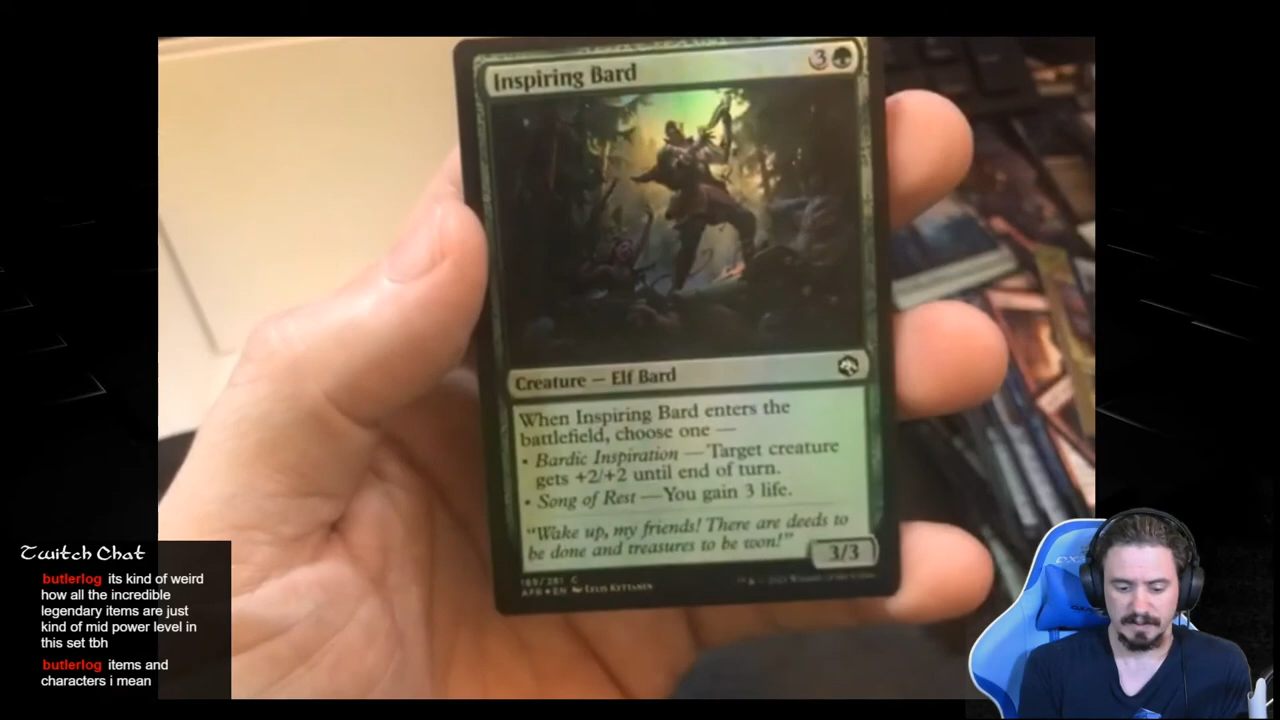 Inspiring Bard
3
Creature — Elf Bard
When Inspiring Bard enters the
battlefield, choose one —
• Bardic Inspiration — Target creature
gets +2/+2 until end of turn.
• Song of Rest — You gain 3 life.
"Wake up, my friends! There are deeds to
be done and treasures to be won!"
3/3
189/281 C
AFR EN
Twitch Chat
butlerlog its kind of weird
how all the incredible
legendary items are just
kind of mid power level in
this set tbh
butlerlog items and
characters i mean